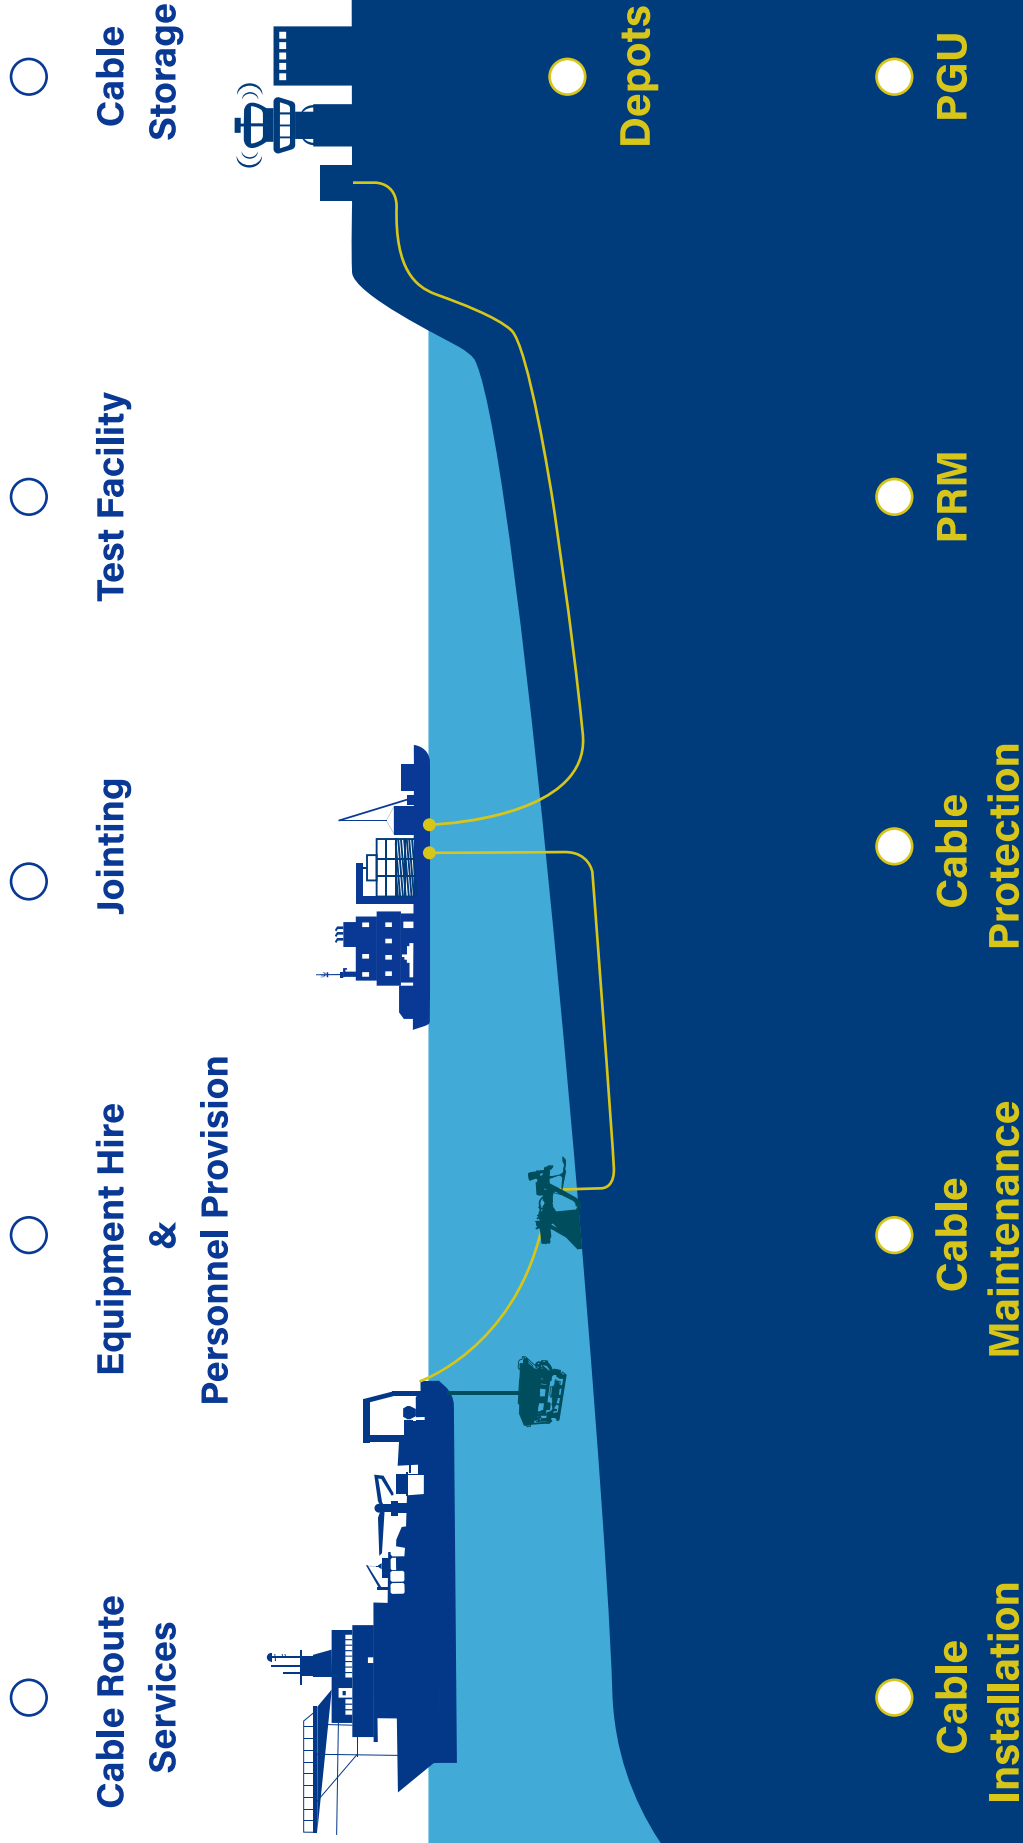 Cable Route
Services
Equipment Hire
&
Personnel Provision
Jointing
Test Facility
Cable
Storage
Depots
Cable
Installation
Cable
Maintenance
Cable
Protection
PRM
PGU